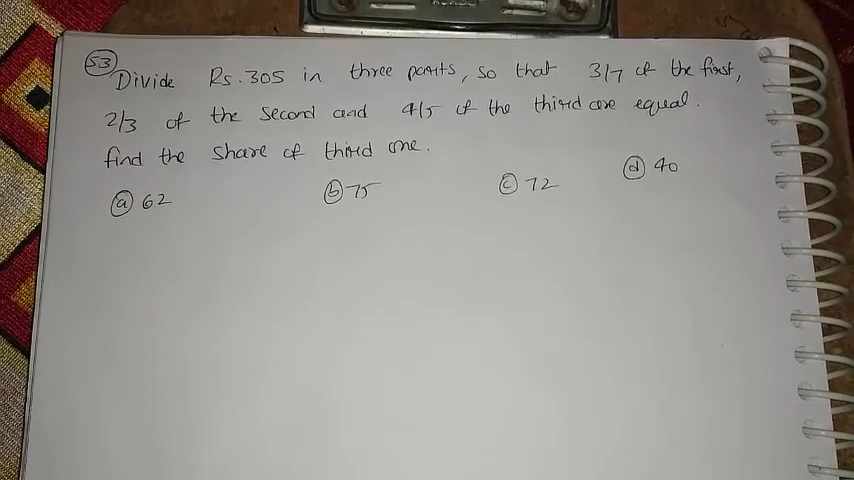 53 Divide Rs. 305 in three parts, so that 3/7 of the first,
2/3 of the second and 4/5 of the third are equal.
find the share of third one.
(a) 62 (b) 75 (c) 72 (d) 40